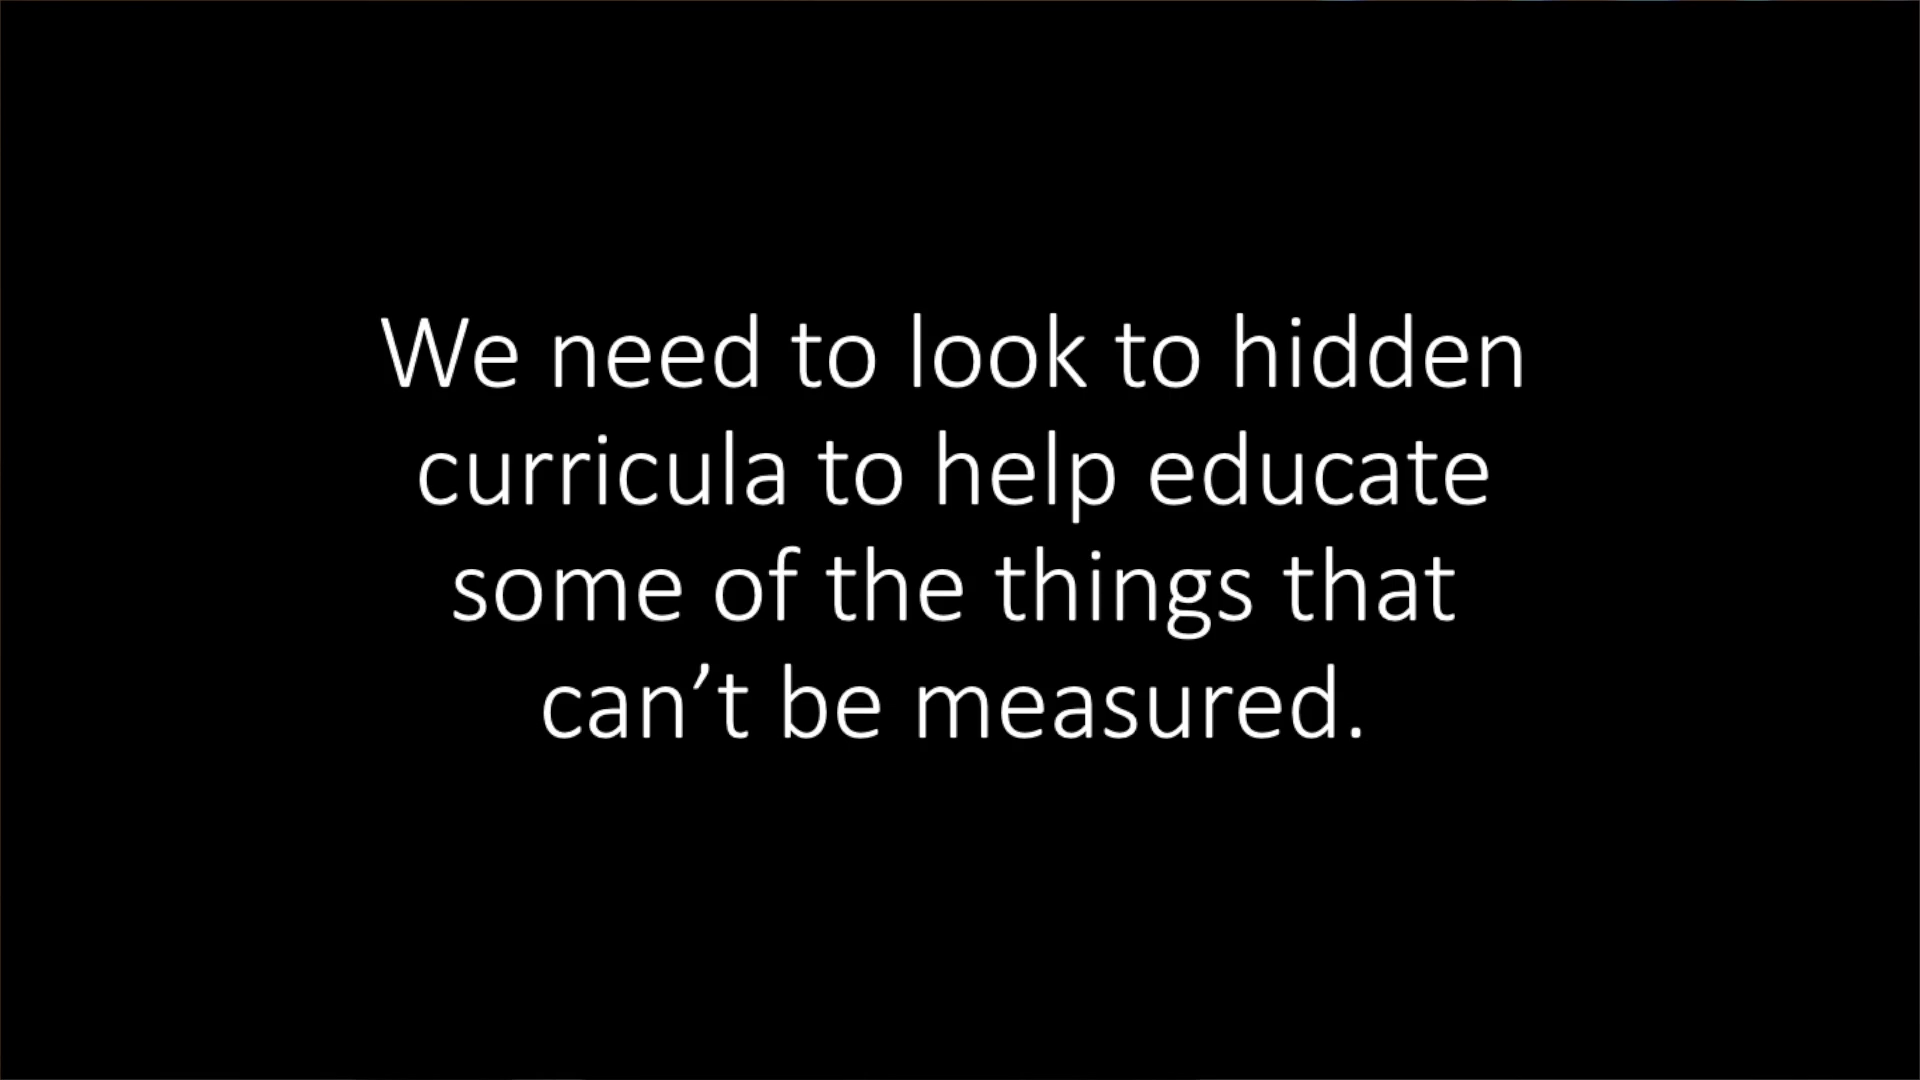 We need to look to hidden
curricula to help educate
some of the things that
can’t be measured.